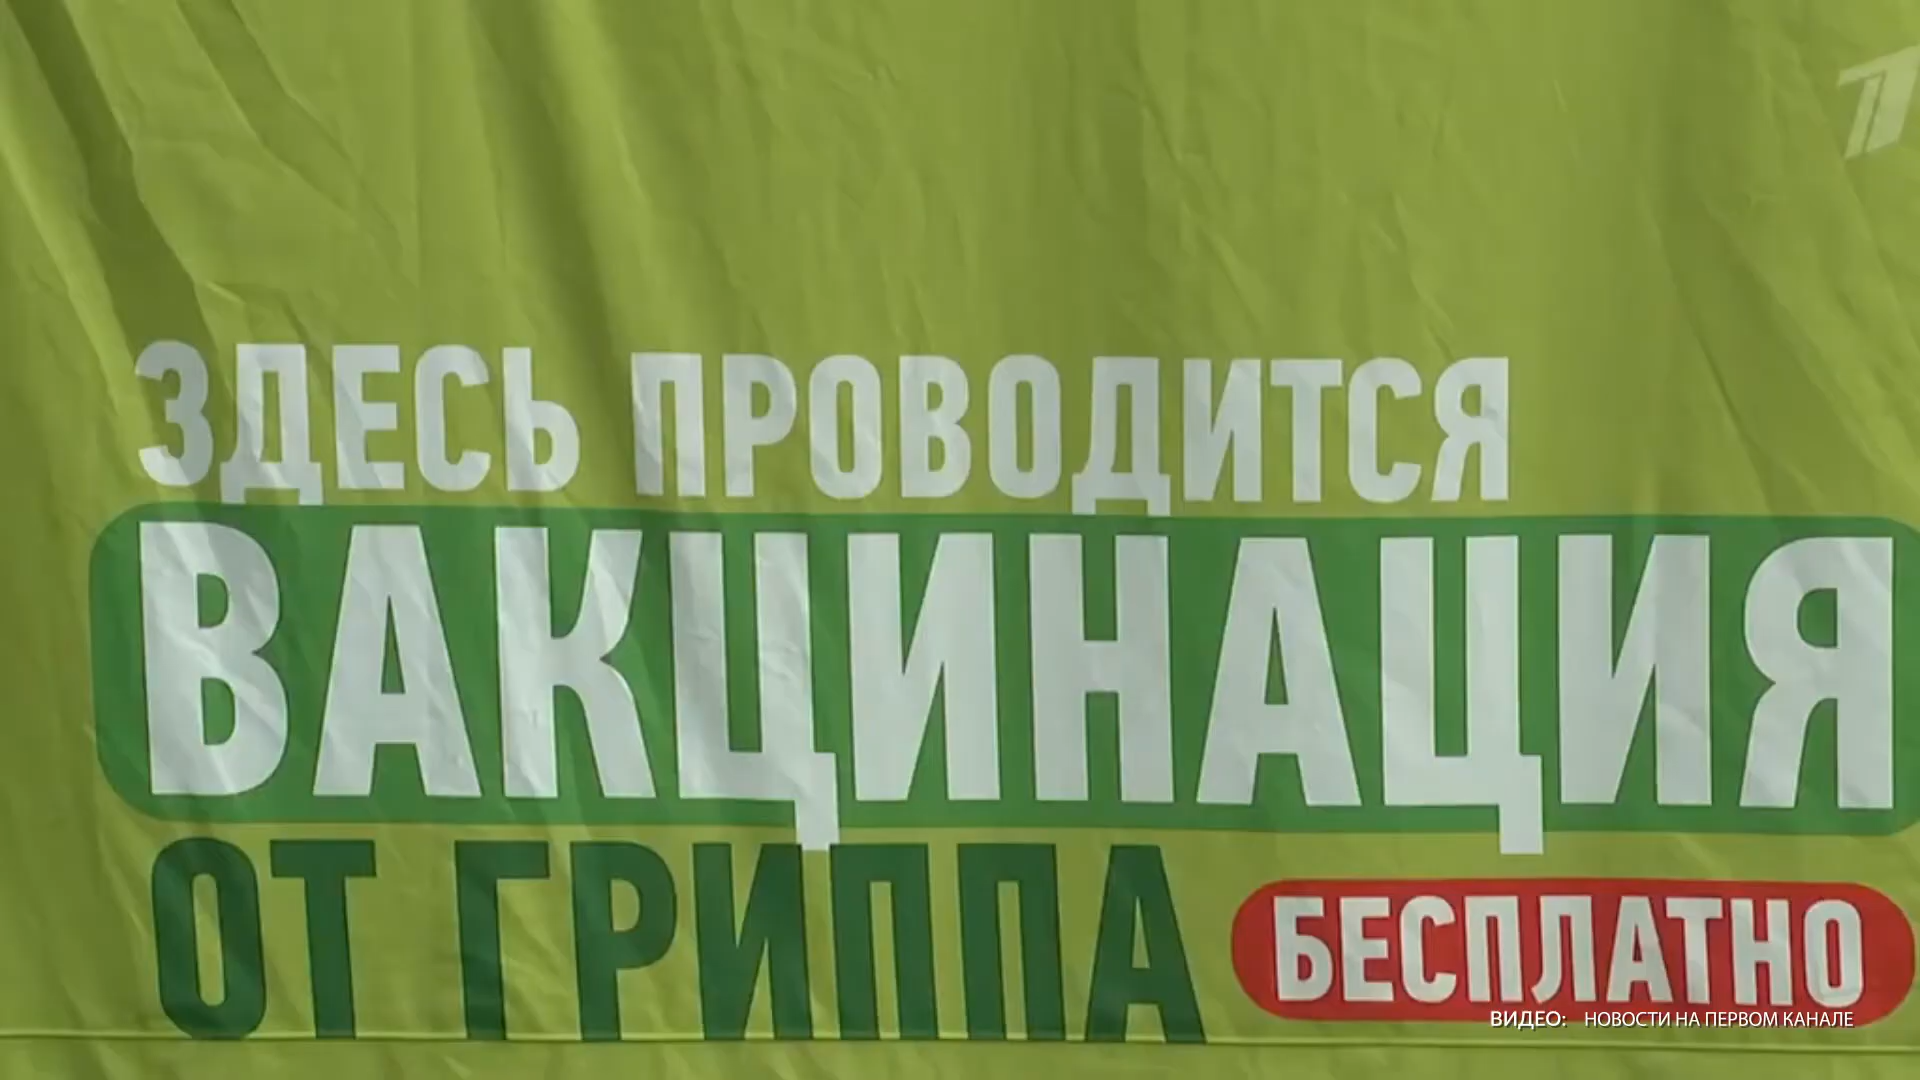 ЗДЕСЬ ПРОВОДИТСЯ
ВАКЦИНАЦИЯ
ОТ ГРИППА
БЕСПЛАТНО
ВИДЕО: НОВОСТИ НА ПЕРВОМ КАНАЛЕ